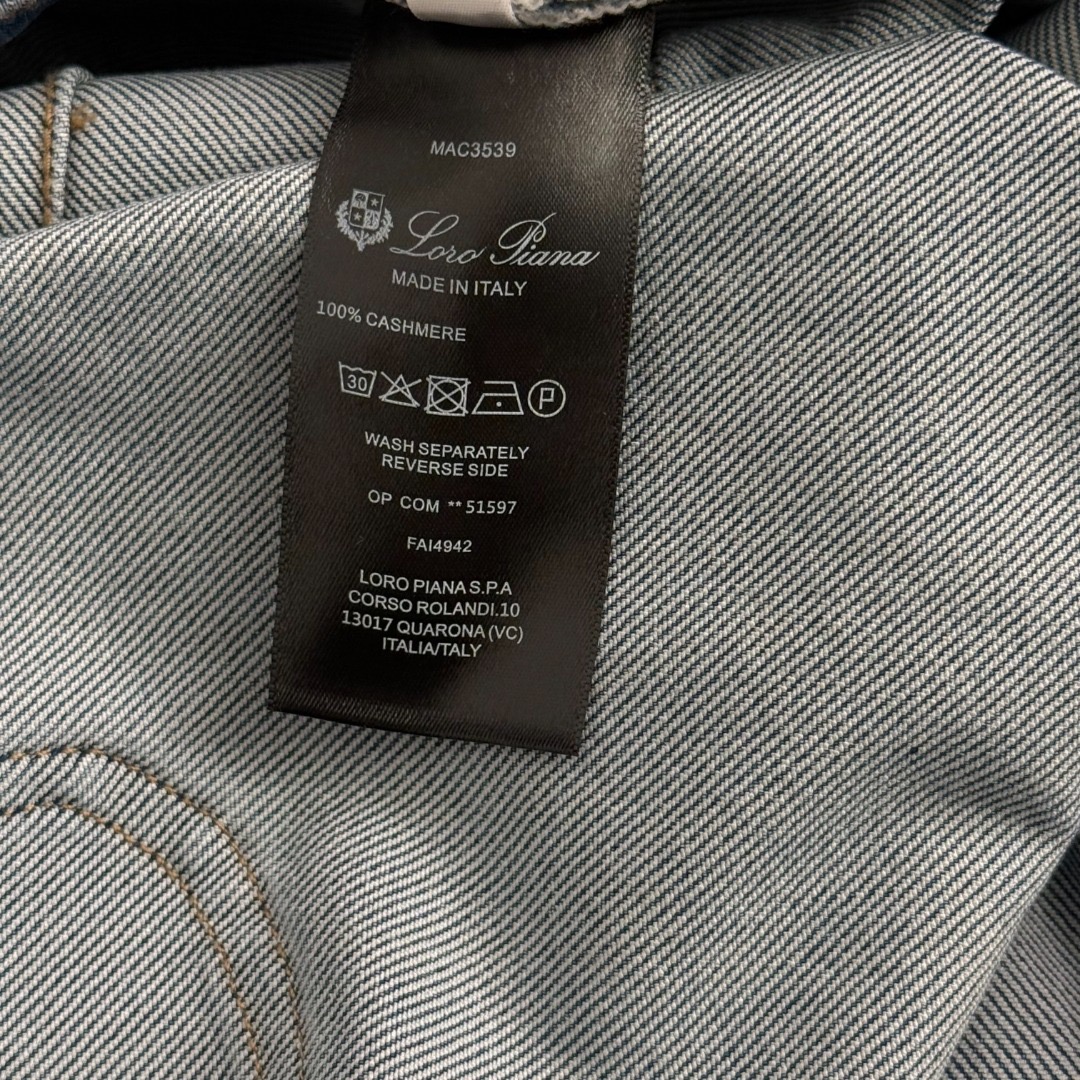 MAC3539
Loro Piana
MADE IN ITALY
100% CASHMERE
30 P
WASH SEPARATELY
REVERSE SIDE
OP COM ** 51597
FAI4942
LORO PIANA S.P.A
CORSO ROLANDI.10
13017 QUARONA (VC)
ITALIA/TALY